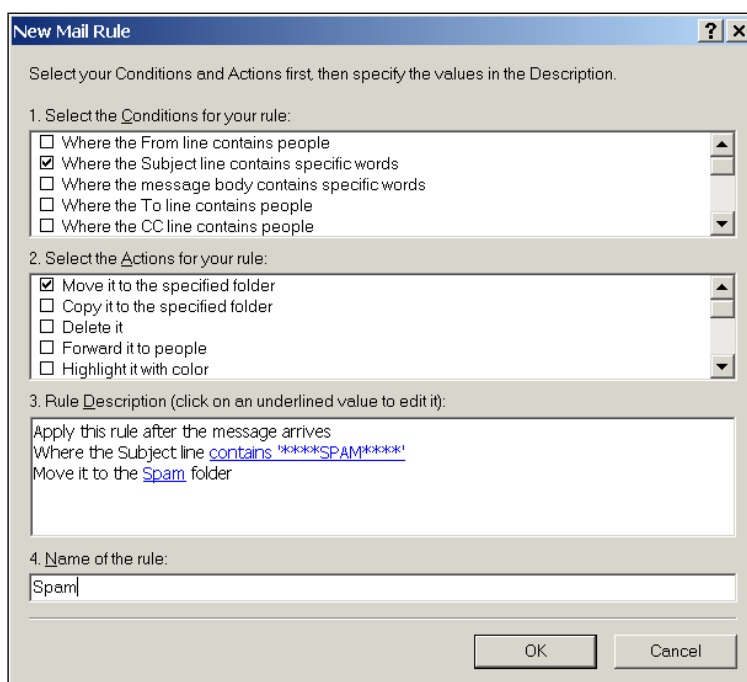 New Mail Rule
Select your Conditions and Actions first, then specify the values in the Description.
1. Select the Conditions for your rule:
Where the From line contains people
Where the Subject line contains specific words
Where the message body contains specific words
Where the To line contains people
Where the CC line contains people
2. Select the Actions for your rule:
Move it to the specified folder
Copy it to the specified folder
Delete it
Forward it to people
Highlight it with color
3. Rule Description (click on an underlined value to edit it):
Apply this rule after the message arrives
Where the Subject line contains '****SPAM****'
Move it to the Spam folder
4. Name of the rule:
Spam
OK Cancel